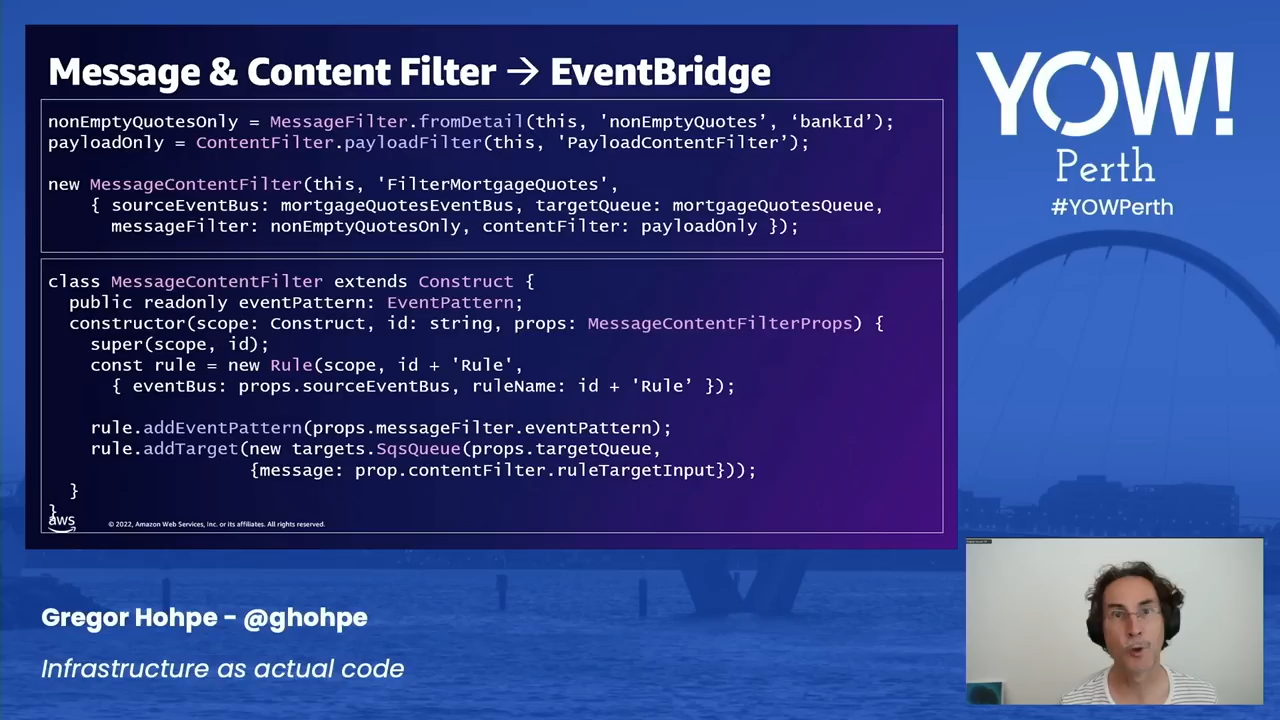 Message & Content Filter → EventBridge
nonEmptyQuotesOnly = MessageFilter.fromDetail(this, 'nonEmptyQuotes’, ‘bankId’);
payloadOnly = ContentFilter.payloadFilter(this, 'PayloadContentFilter’);
new MessageContentFilter(this, 'FilterMortgageQuotes',
{ sourceEventBus: mortgageQuotesEventBus, targetQueue: mortgageQuotesQueue,
messageFilter: nonEmptyQuotesOnly, contentFilter: payloadOnly });
class MessageContentFilter extends Construct {
public readonly eventPattern: EventPattern;
constructor(scope: Construct, id: string, props: MessageContentFilterProps) {
super(scope, id);
const rule = new Rule(scope, id + 'Rule',
{ eventBus: props.sourceEventBus, ruleName: id + 'Rule’ });
rule.addEventPattern(props.messageFilter.eventPattern);
rule.addTarget(new targets.SqsQueue(props.targetQueue,
{message: prop.contentFilter.ruleTargetInput}));
}
}
aws
© 2022, Amazon Web Services, Inc. or its affiliates. All rights reserved.
YOW!
Perth
#YOWPerth
Gregor Hohpe - @ghohpe
Infrastructure as actual code